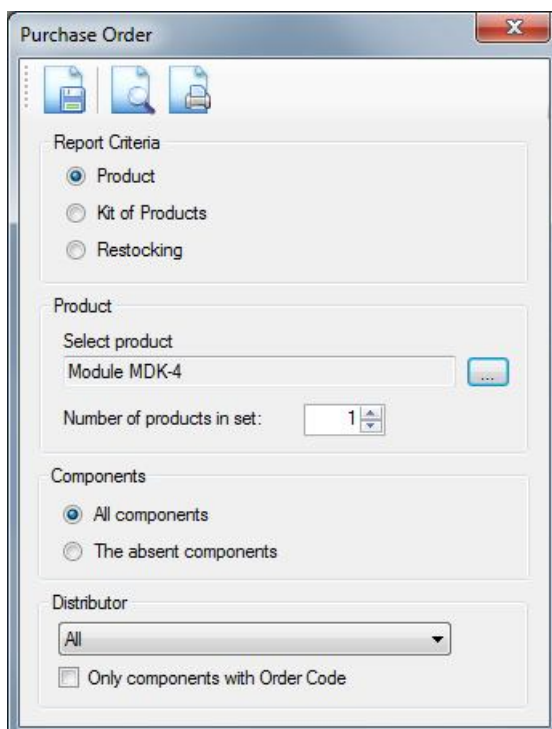 Purchase Order
Report Criteria
Product
Kit of Products
Restocking
Product
Select product
Module MDK-4
...
Number of products in set: 1
Components
All components
The absent components
Distributor
All
Only components with Order Code